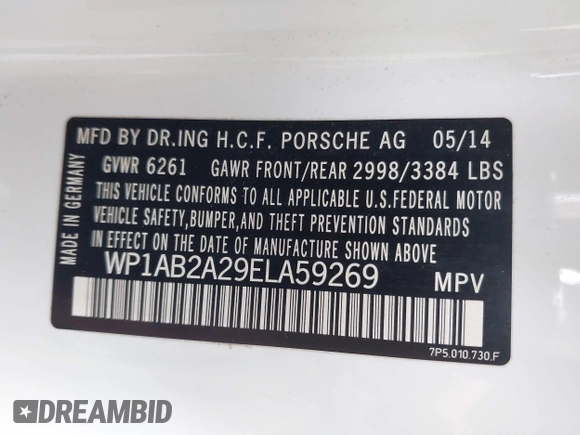 MFD BY DR.ING H.C.F. PORSCHE AG 05/14
GVWR 6261 GAWR FRONT/REAR 2998/3384 LBS
THIS VEHICLE CONFORMS TO ALL APPLICABLE U.S.FEDERAL MOTOR
VEHICLE SAFETY,BUMPER,AND THEFT PREVENTION STANDARDS
IN EFFECT ON THE DATE OF MANUFACTURE SHOWN ABOVE
WP1AB2A29ELA59269 MPV
7P5.010.730.F
MADE IN GERMANY
DREAMBID